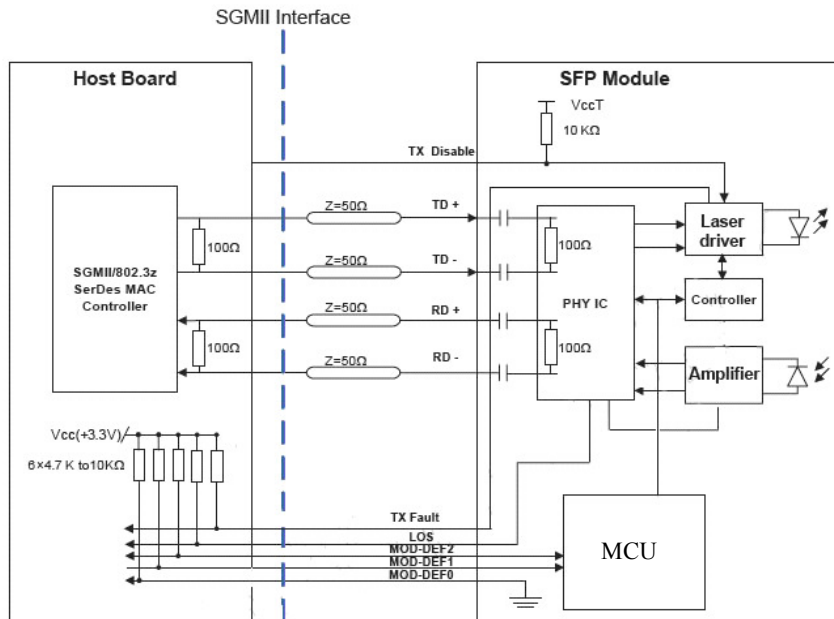 SGMII Interface
Host Board
SFP Module
VccT
10 KΩ
TX Disable
Z=50Ω
TD +
100Ω
100Ω
Laser
driver
SGMII/802.3z
SerDes MAC
Controller
Z=50Ω
TD -
PHY IC
Controller
Z=50Ω
RD +
100Ω
100Ω
Z=50Ω
RD -
Amplifier
Vcc(+3.3V)
6×4.7 K to10KΩ
TX Fault
LOS
MOD-DEF2
MOD-DEF1
MOD-DEF0
MCU